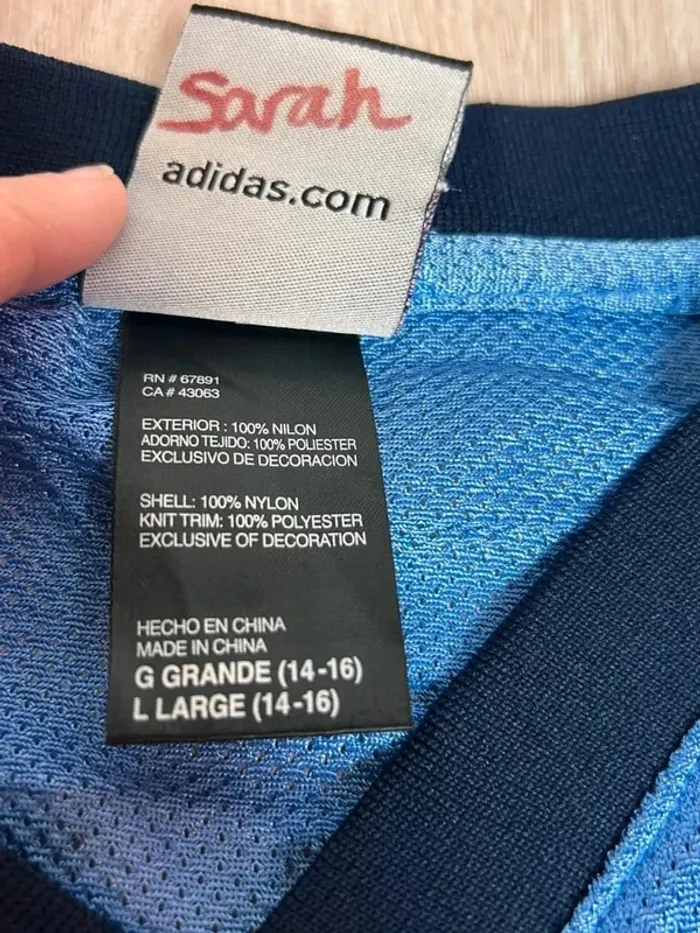 Sarah
adidas.com
RN # 67891
CA # 43063
EXTERIOR : 100% NILON
ADORNO TEJIDO: 100% POLIESTER
EXCLUSIVO DE DECORACION
SHELL: 100% NYLON
KNIT TRIM: 100% POLYESTER
EXCLUSIVE OF DECORATION
HECHO EN CHINA
MADE IN CHINA
G GRANDE (14-16)
L LARGE (14-16)